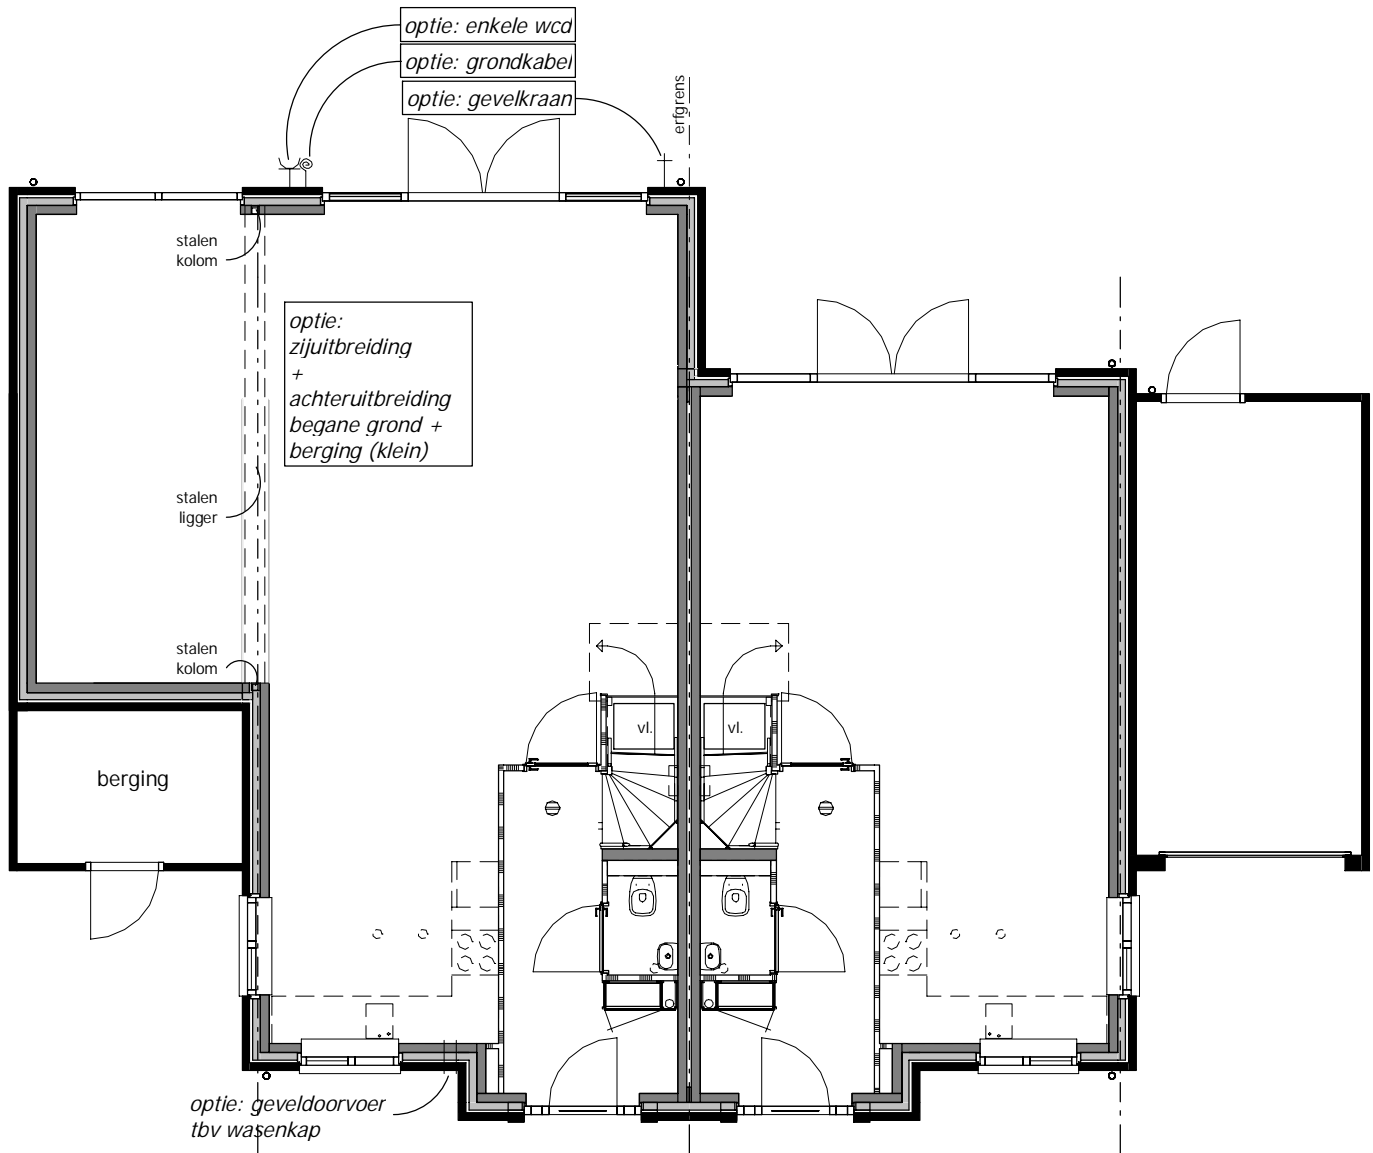 optie: enkele wcd
optie: grondkabel
optie: gevelkraan
erfgrens
stalen
kolom
optie:
zijuitbreiding
+
achteruitbreiding
begane grond +
berging (klein)
stalen
ligger
stalen
kolom
vl.
vl.
berging
optie: geveldoorvoer
tbv wasenkap